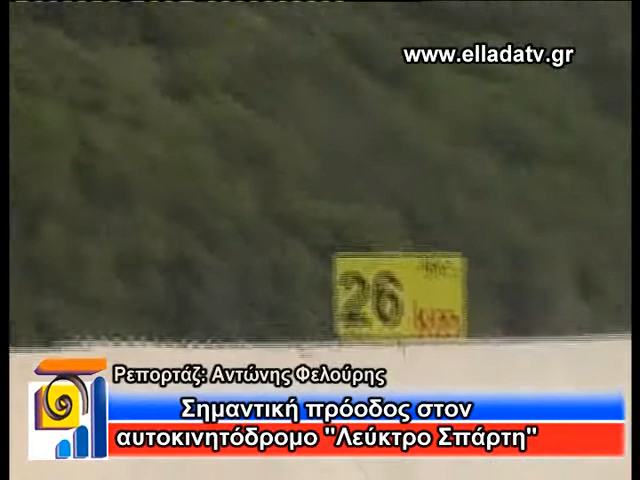 www.elladatv.gr
26
Ρεπορτάζ: Αντώνης Φελούρης
Σημαντική πρόοδος στον
αυτοκινητόδρομο "Λεύκτρο Σπάρτη"